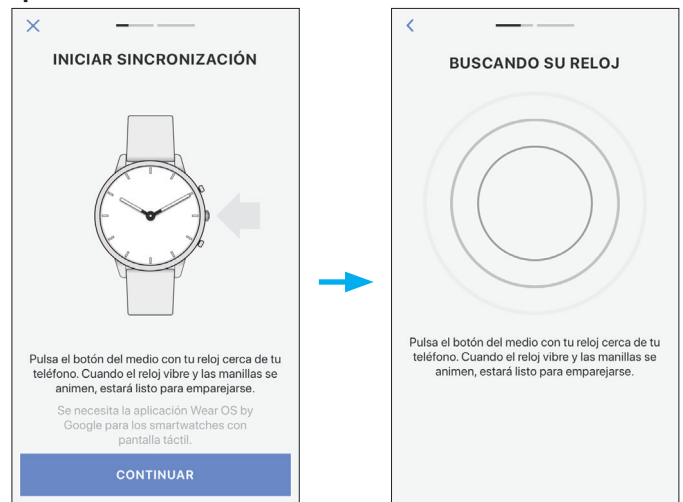 INICIAR SINCRONIZACIÓN
Pulsa el botón del medio con tu reloj cerca de tu
teléfono. Cuando el reloj vibre y las manillas se
animen, estará listo para emparejarse.
Se necesita la aplicación Wear OS by
Google para los smartwatches con
pantalla táctil.
CONTINUAR
BUSCANDO SU RELOJ
Pulsa el botón del medio con tu reloj cerca de tu
teléfono. Cuando el reloj vibre y las manillas se
animen, estará listo para emparejarse.